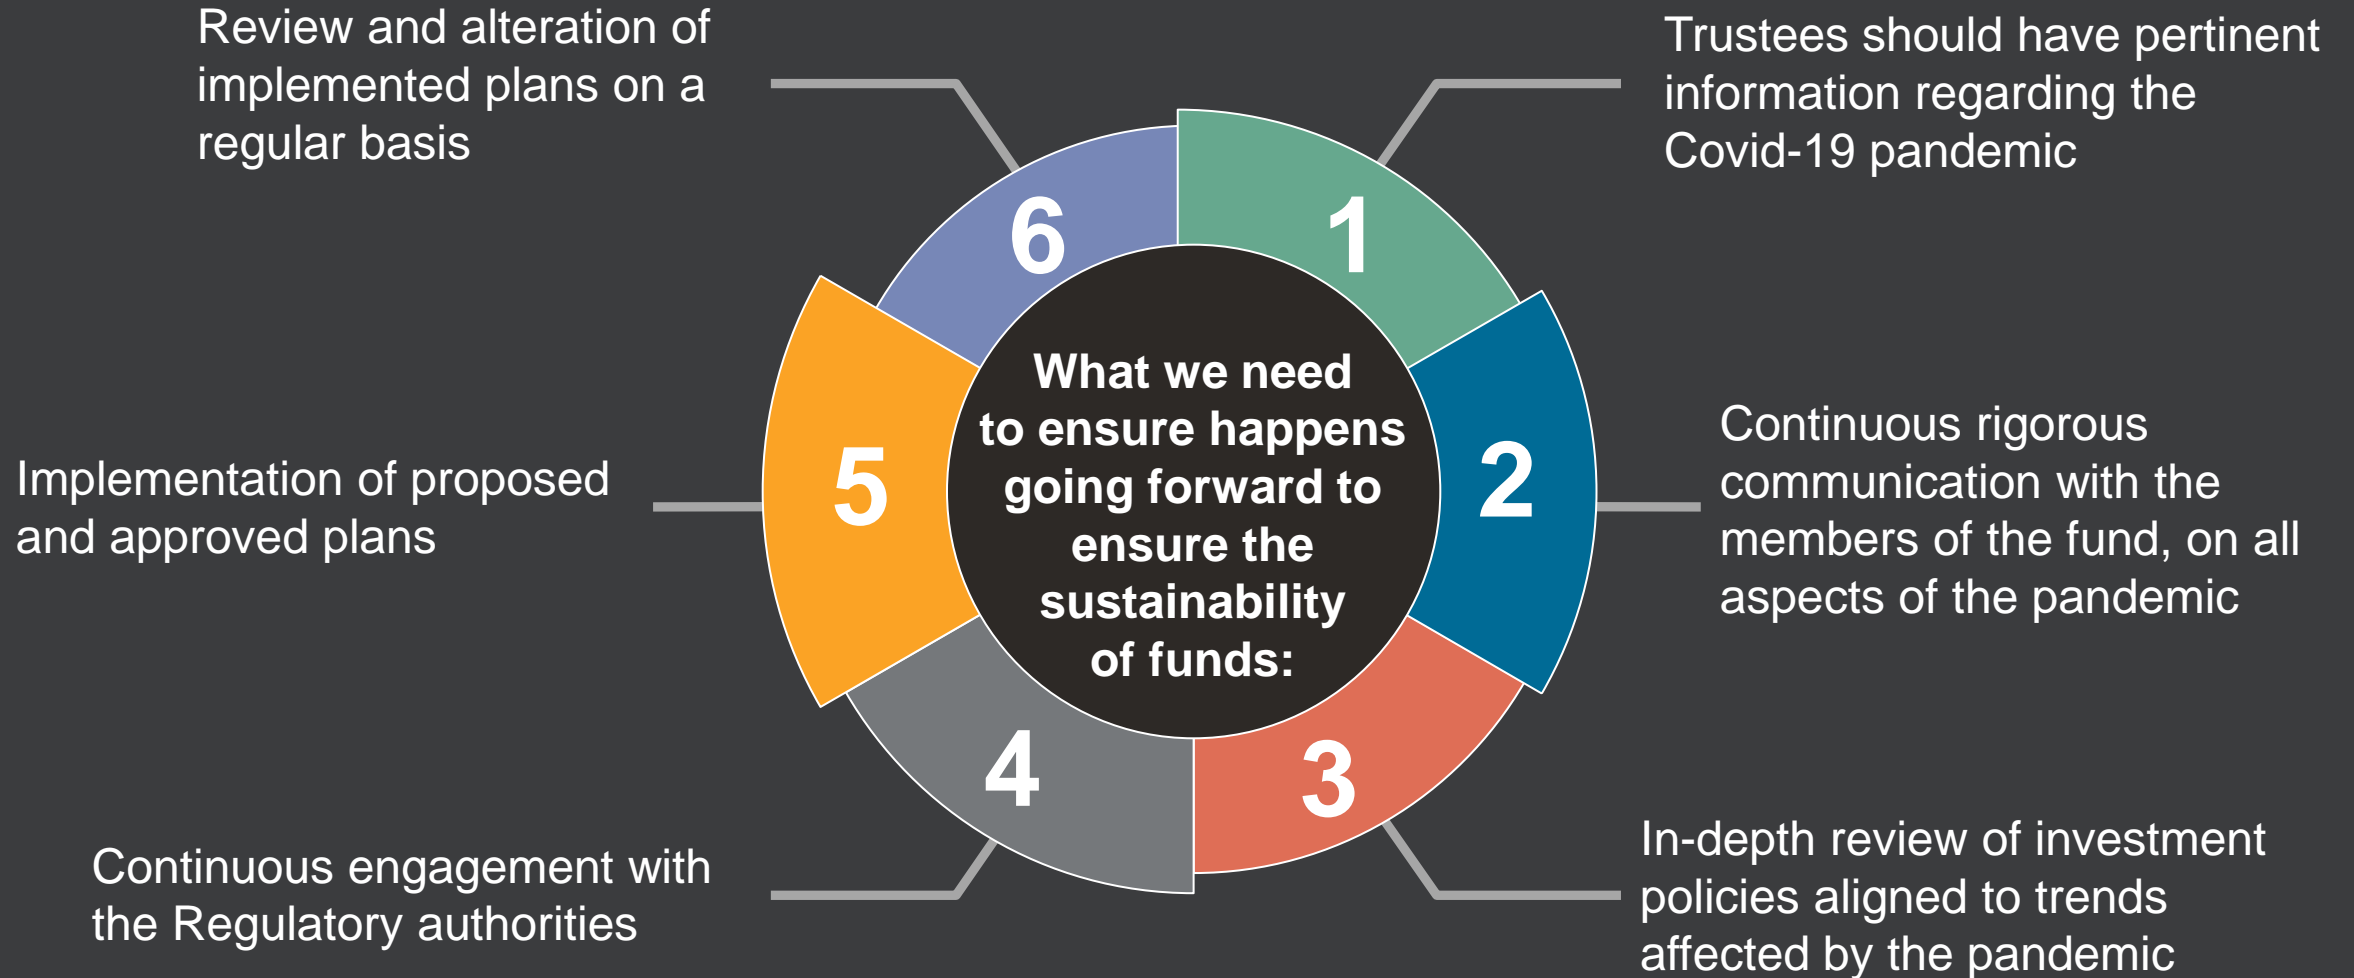 What we need
to ensure happens
going forward to
ensure the
sustainability
of funds:
1
Trustees should have pertinent
information regarding the
Covid-19 pandemic
2
Continuous rigorous
communication with the
members of the fund, on all
aspects of the pandemic
3
In-depth review of investment
policies aligned to trends
affected by the pandemic
4
Continuous engagement with
the Regulatory authorities
5
Implementation of proposed
and approved plans
6
Review and alteration of
implemented plans on a
regular basis